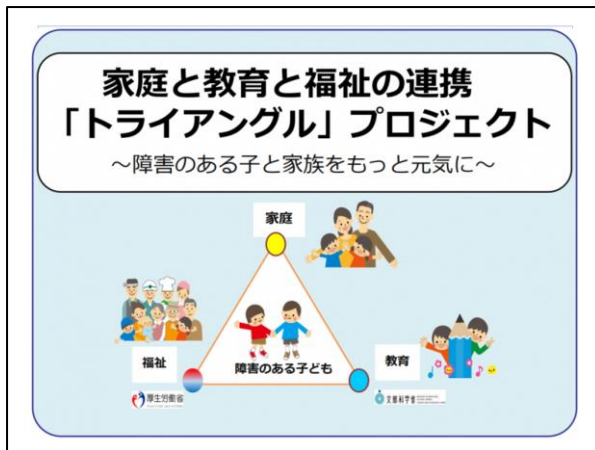 家庭と教育と福祉の連携
「トライアングル」プロジェクト
～障害のある子と家族をもっと元気に～
家庭
福祉
障害のある子ども
教育
厚生労働省
文部科学省